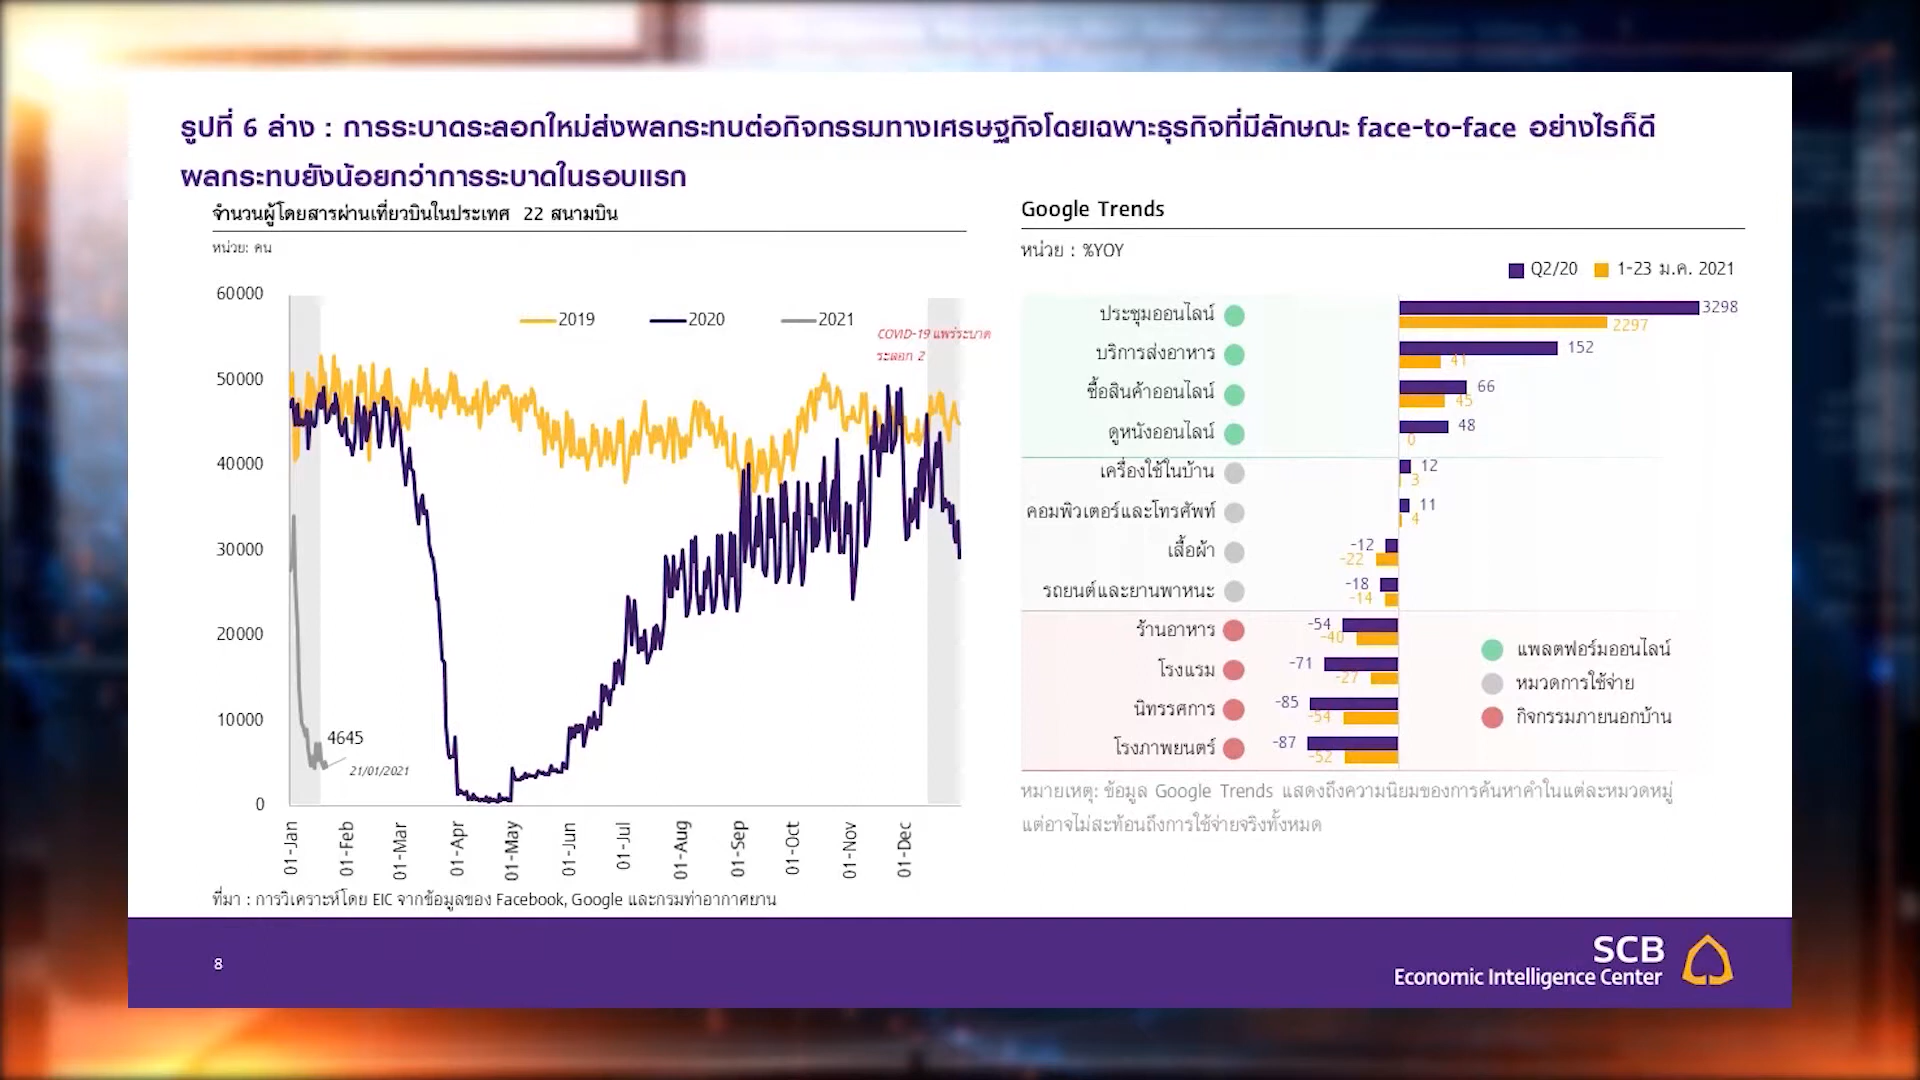 รูปที่ 6 ล่าง : การระบาดระลอกใหม่ส่งผลกระทบต่อกิจกรรมทางเศรษฐกิจโดยเฉพาะธุรกิจที่มีลักษณะ face-to-face อย่างไรก็ดี
ผลกระทบยังน้อยกว่าการระบาดในรอบแรก
จำนวนผู้โดยสารผ่านเที่ยวบินในประเทศ 22 สนามบิน
หน่วย: คน
2019 2020 2021
COVID-19 แพร่ระบาด
ระลอก 2
60000
50000
40000
30000
20000
10000
0
4645
21/01/2021
01-Jan 01-Feb 01-Mar 01-Apr 01-May 01-Jun 01-Jul 01-Aug 01-Sep 01-Oct 01-Nov 01-Dec
ที่มา : การวิเคราะห์โดย EIC จากข้อมูลของ Facebook, Google และกรมท่าอากาศยาน
Google Trends
หน่วย : %YOY
Q2/20 1-23 ม.ค. 2021
ประชุมออนไลน์ 3298 2297
บริการส่งอาหาร 152 41
ซื้อสินค้าออนไลน์ 66 45
ดูหนังออนไลน์ 48 0
เครื่องใช้ในบ้าน 12 3
คอมพิวเตอร์และโทรศัพท์ 11 4
เสื้อผ้า -12 -22
รถยนต์และยานพาหนะ -18 -14
ร้านอาหาร -54 -40
โรงแรม -71 -27
นิทรรศการ -85 -54
โรงภาพยนตร์ -87 -52
แพลตฟอร์มออนไลน์
หมวดการใช้จ่าย
กิจกรรมภายนอกบ้าน
หมายเหตุ: ข้อมูล Google Trends แสดงถึงความนิยมของการค้นหาคำในแต่ละหมวดหมู่
แต่อาจไม่สะท้อนถึงการใช้จ่ายจริงทั้งหมด
8
SCB
Economic Intelligence Center